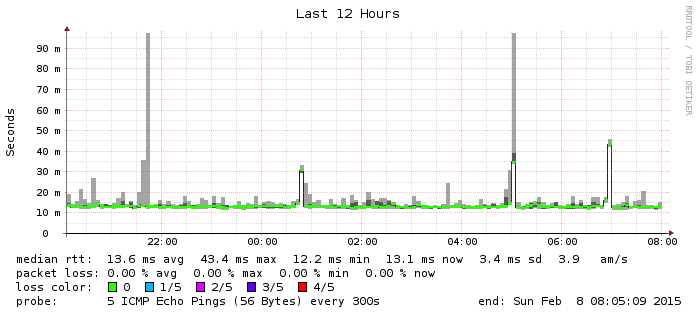 Last 12 Hours
RRDTOOL / TOBI OETIKER
Seconds
90 m
80 m
70 m
60 m
50 m
40 m
30 m
20 m
10 m
0
22:00 00:00 02:00 04:00 06:00 08:00
median rtt: 13.6 ms avg 43.4 ms max 12.2 ms min 13.1 ms now 3.4 ms sd 3.9 am/s
packet loss: 0.00 % avg 0.00 % max 0.00 % min 0.00 % now
loss color: 0 1/5 2/5 3/5 4/5
probe: 5 ICMP Echo Pings (56 Bytes) every 300s end: Sun Feb 8 08:05:09 2015